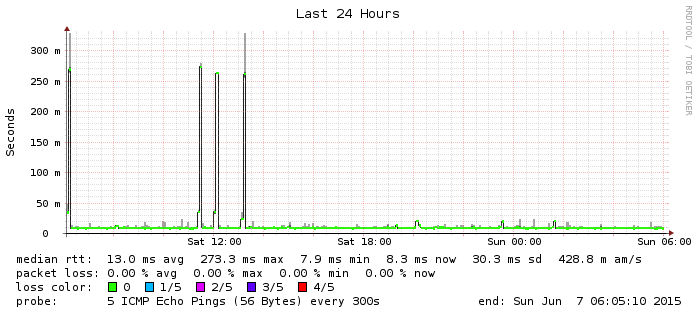 Last 24 Hours
RRDTOOL / TOBI OETIKER
Seconds
300 m
250 m
200 m
150 m
100 m
50 m
0
Sat 12:00 Sat 18:00 Sun 00:00 Sun 06:00
median rtt: 13.0 ms avg 273.3 ms max 7.9 ms min 8.3 ms now 30.3 ms sd 428.8 m am/s
packet loss: 0.00 % avg 0.00 % max 0.00 % min 0.00 % now
loss color: 0 1/5 2/5 3/5 4/5
probe: 5 ICMP Echo Pings (56 Bytes) every 300s end: Sun Jun 7 06:05:10 2015